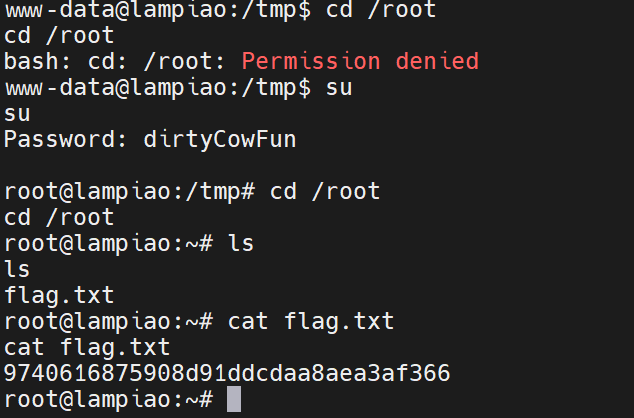 www-data@lampiao:/tmp$ cd /root
cd /root
bash: cd: /root: Permission denied
www-data@lampiao:/tmp$ su
su
Password: dirtyCowFun
root@lampiao:/tmp# cd /root
cd /root
root@lampiao:~# ls
ls
flag.txt
root@lampiao:~# cat flag.txt
cat flag.txt
9740616875908d91ddcdaa8aea3af366
root@lampiao:~#